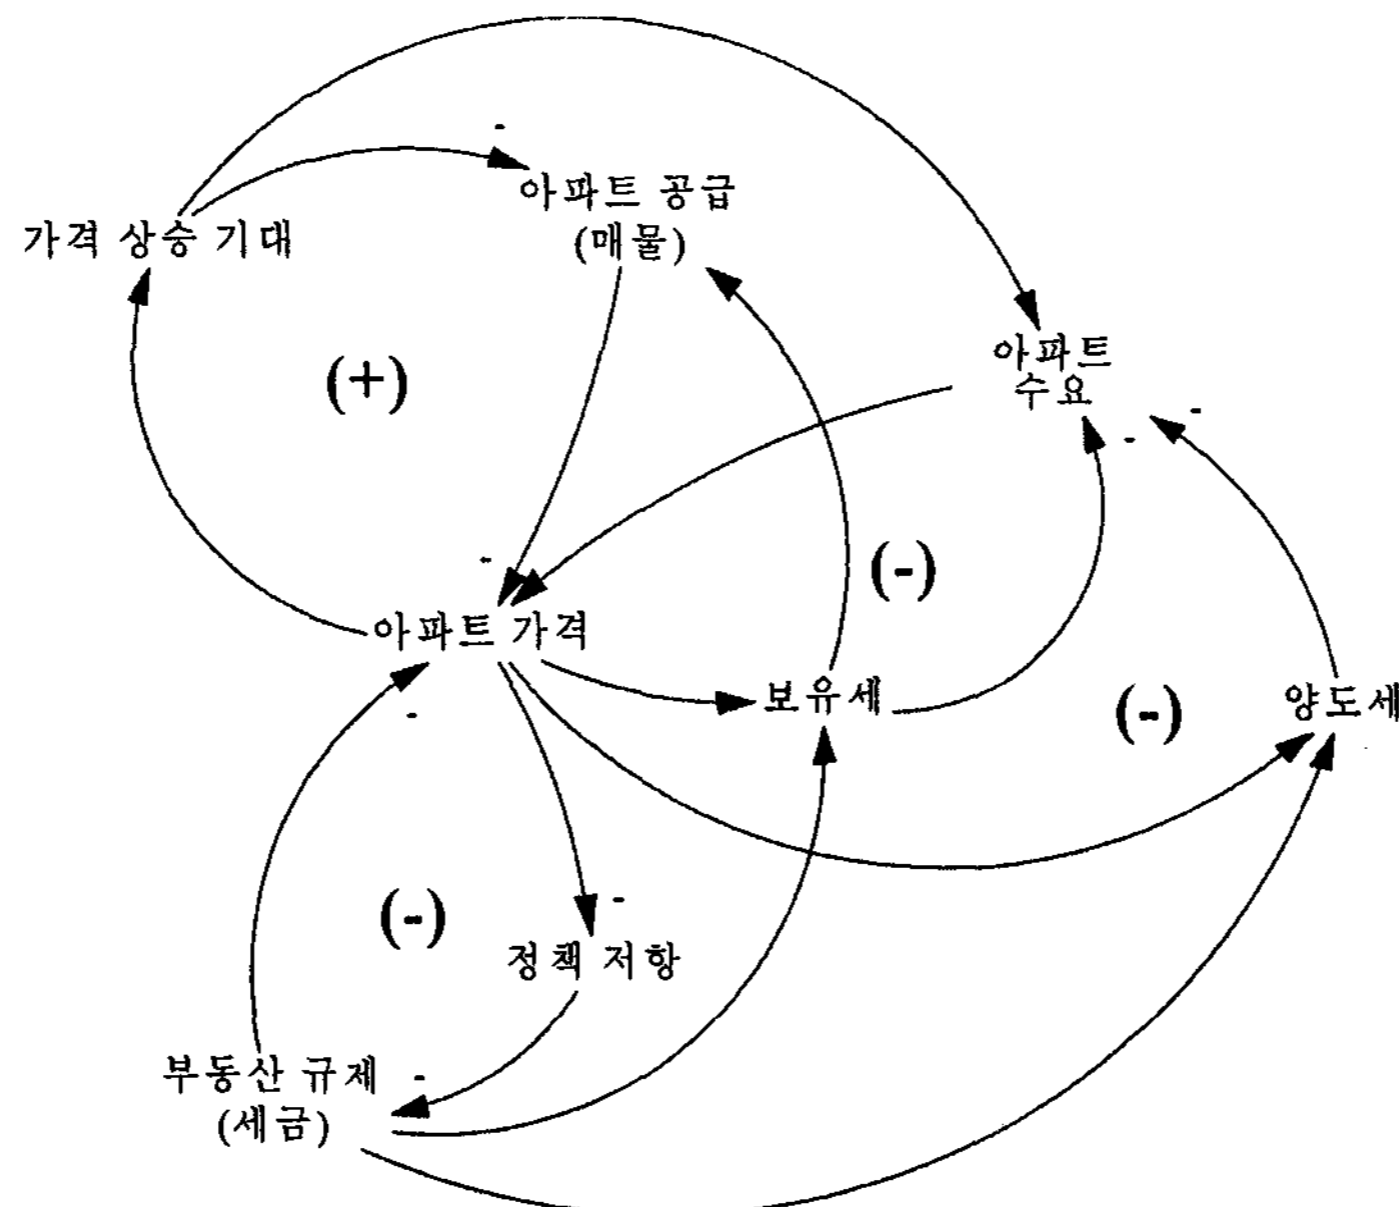 -
아파트 공급
(매물)
가격 상승 기대
아파트
수요
(+)
-
-
-
(-)
아파트 가격
보유세
양도세
-
(-)
-
(-)
정책 저항
부동산 규제
-
(세금)